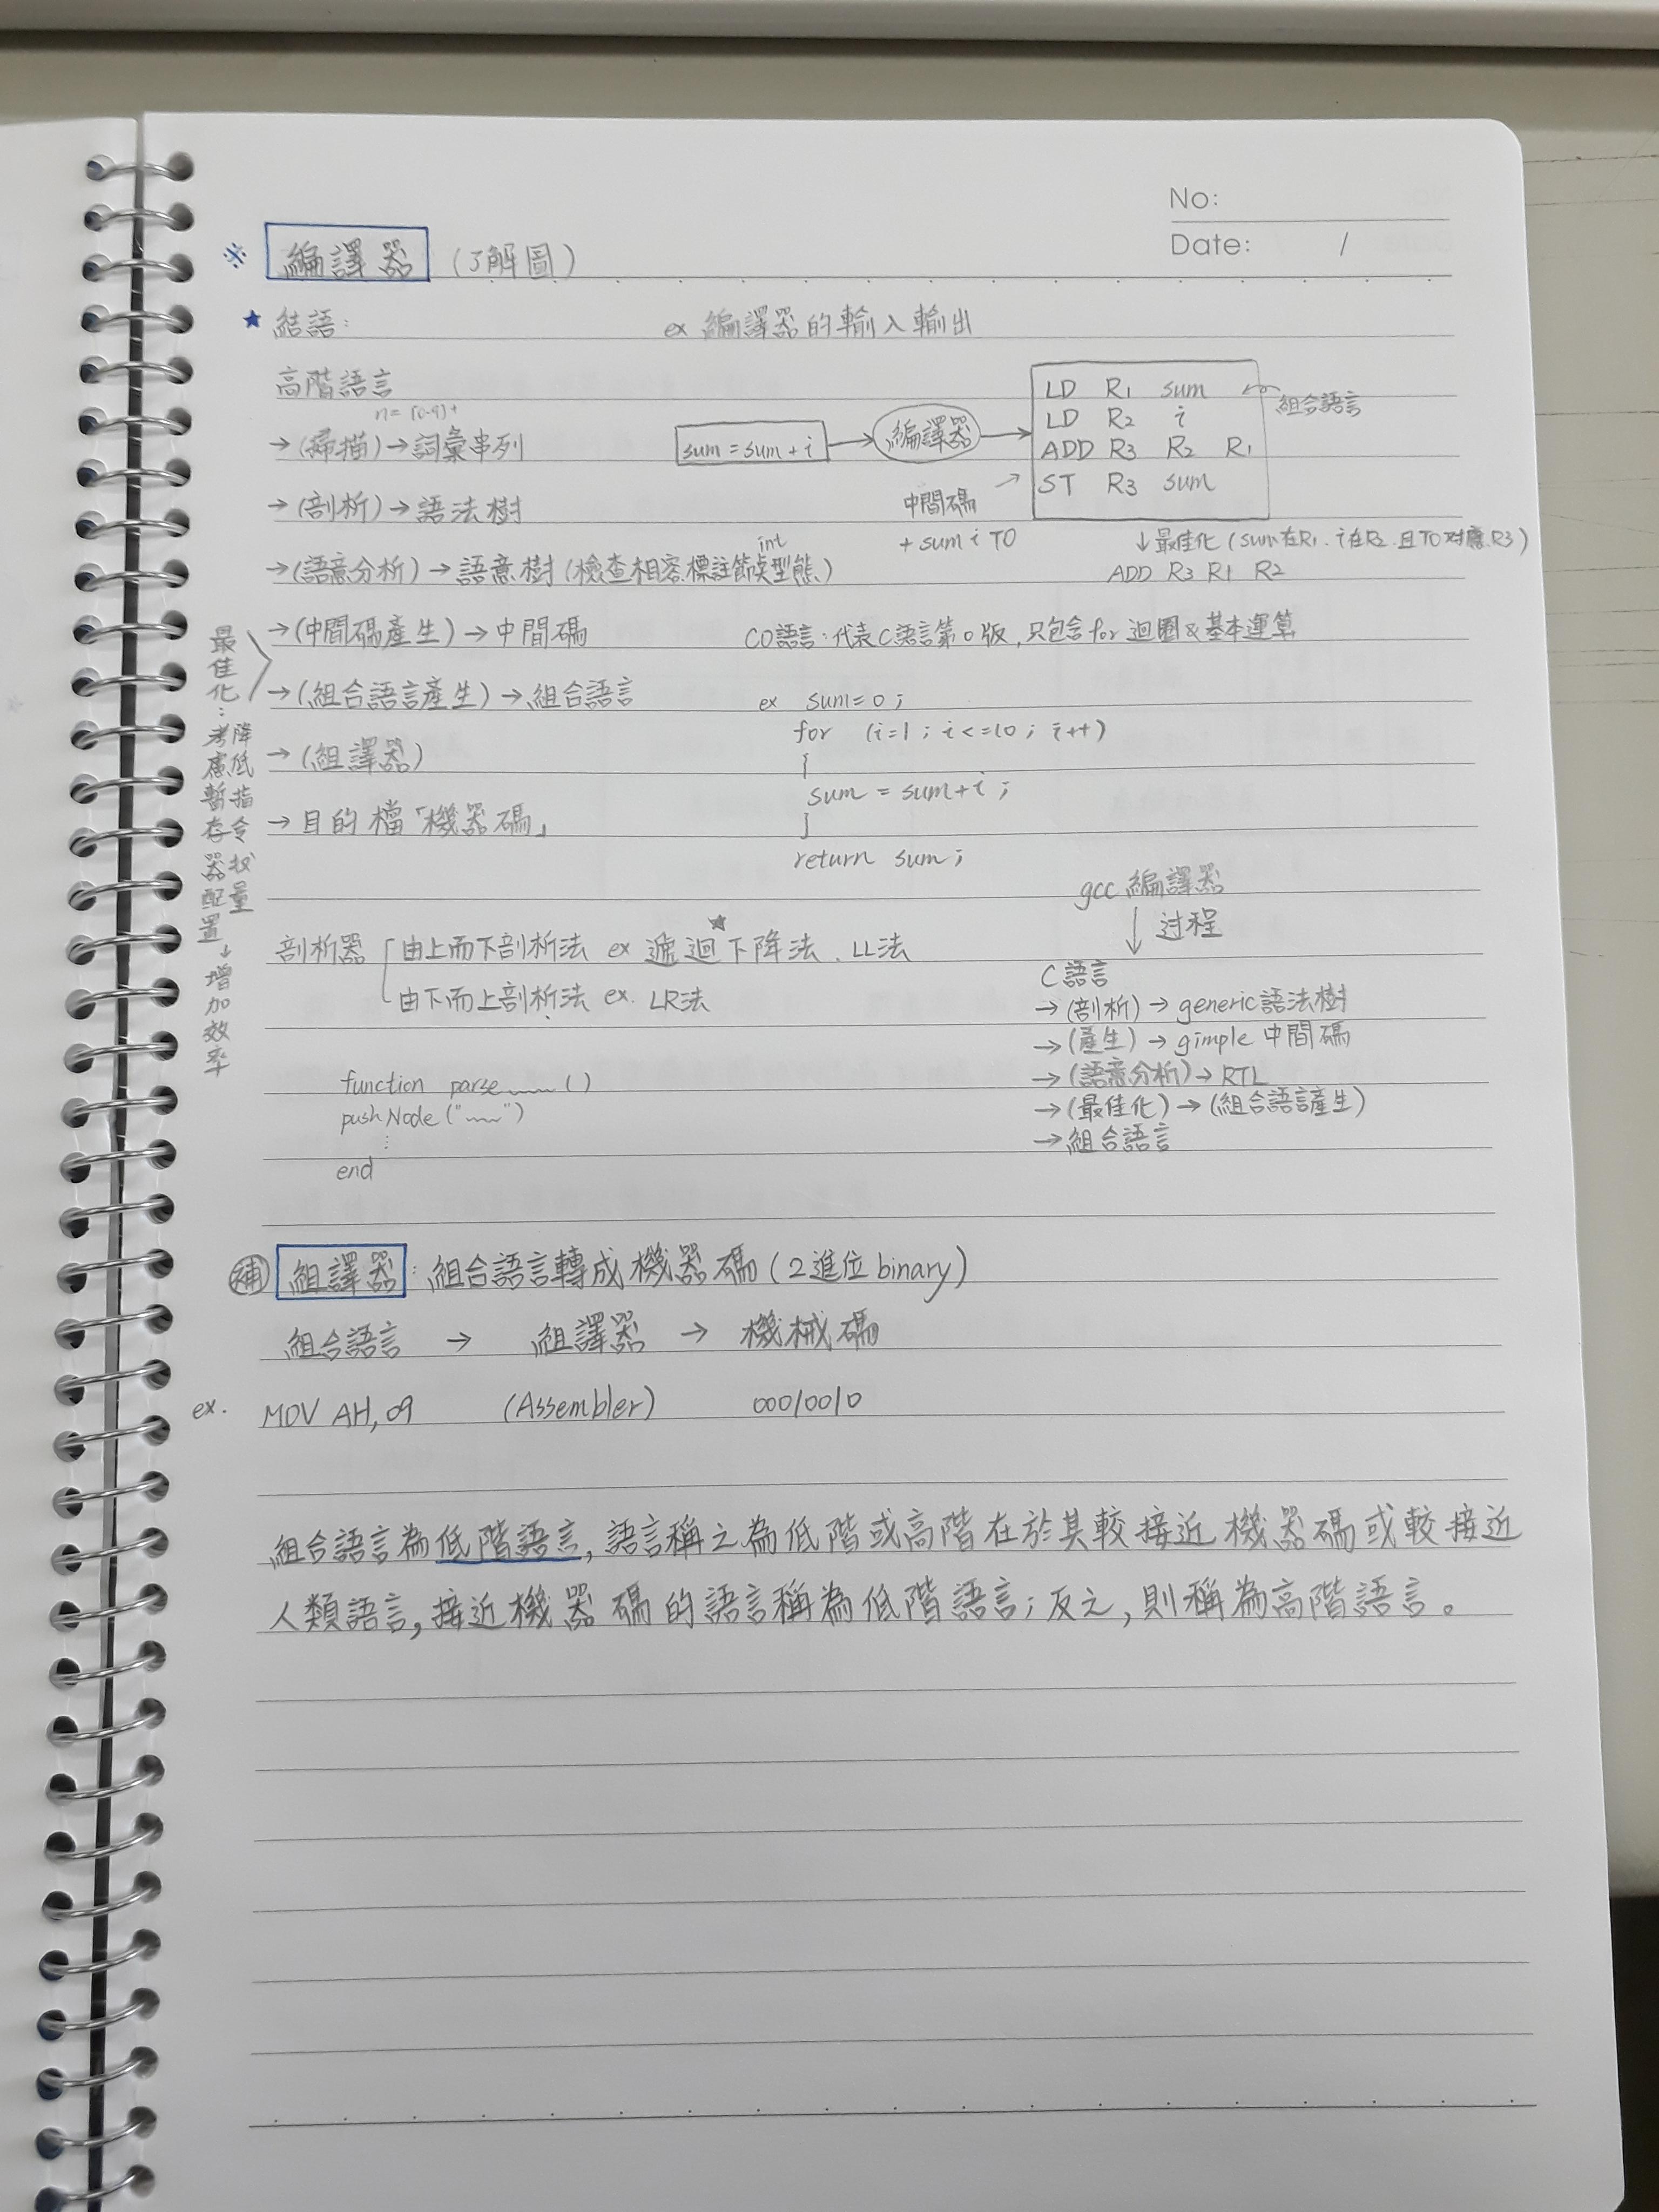 No:
Date: /
※ 編譯器 (了解圖)
★ 結語:
高階語言
n= [0-9]+
→(掃描)→詞彙串列
→(剖析)→語法樹
int
→(語意分析)→語意樹(檢查相容.標註節點型態)
→(中間碼產生)→中間碼
→(組合語言產生)→組合語言
→(組譯器)
→目的檔「機器碼」
最佳化:
考慮暫存器配置
降低指令數量
↓
增加效率
ex 編譯器的輸入輸出
sum = sum + i → 編譯器 →
LD R1 sum
LD R2 i
ADD R3 R2 R1
ST R3 sum
組合語言
中間碼
+ sum i T0
↓最佳化(sum在R1.i在R2.且T0对應R3)
ADD R3 R1 R2
C0語言:代表C語言第0版,只包含for迴圈&基本運算
ex sum=0;
for (i=1; i<=10; i++)
{
sum = sum+i;
}
return sum;
剖析器
由上而下剖析法 ex 遞迴下降法、LL法
★
由下而上剖析法 ex. LR法
function parse ()
pushNode(" ")
⋮
end
gcc 編譯器
↓过程
C語言
→(剖析)→generic語法樹
→(產生)→gimple 中間碼
→(語意分析)→RTL
→(最佳化)→(組合語言產生)
→組合語言
補 組譯器:組合語言轉成機器碼(2進位binary)
組合語言 → 組譯器 → 機械碼
ex. MOV AH,09 (Assembler) 00010010
組合語言為低階語言,語言稱之為低階或高階在於其較接近機器碼或較接近
人類語言,接近機器碼的語言稱為低階語言;反之,則稱為高階語言。